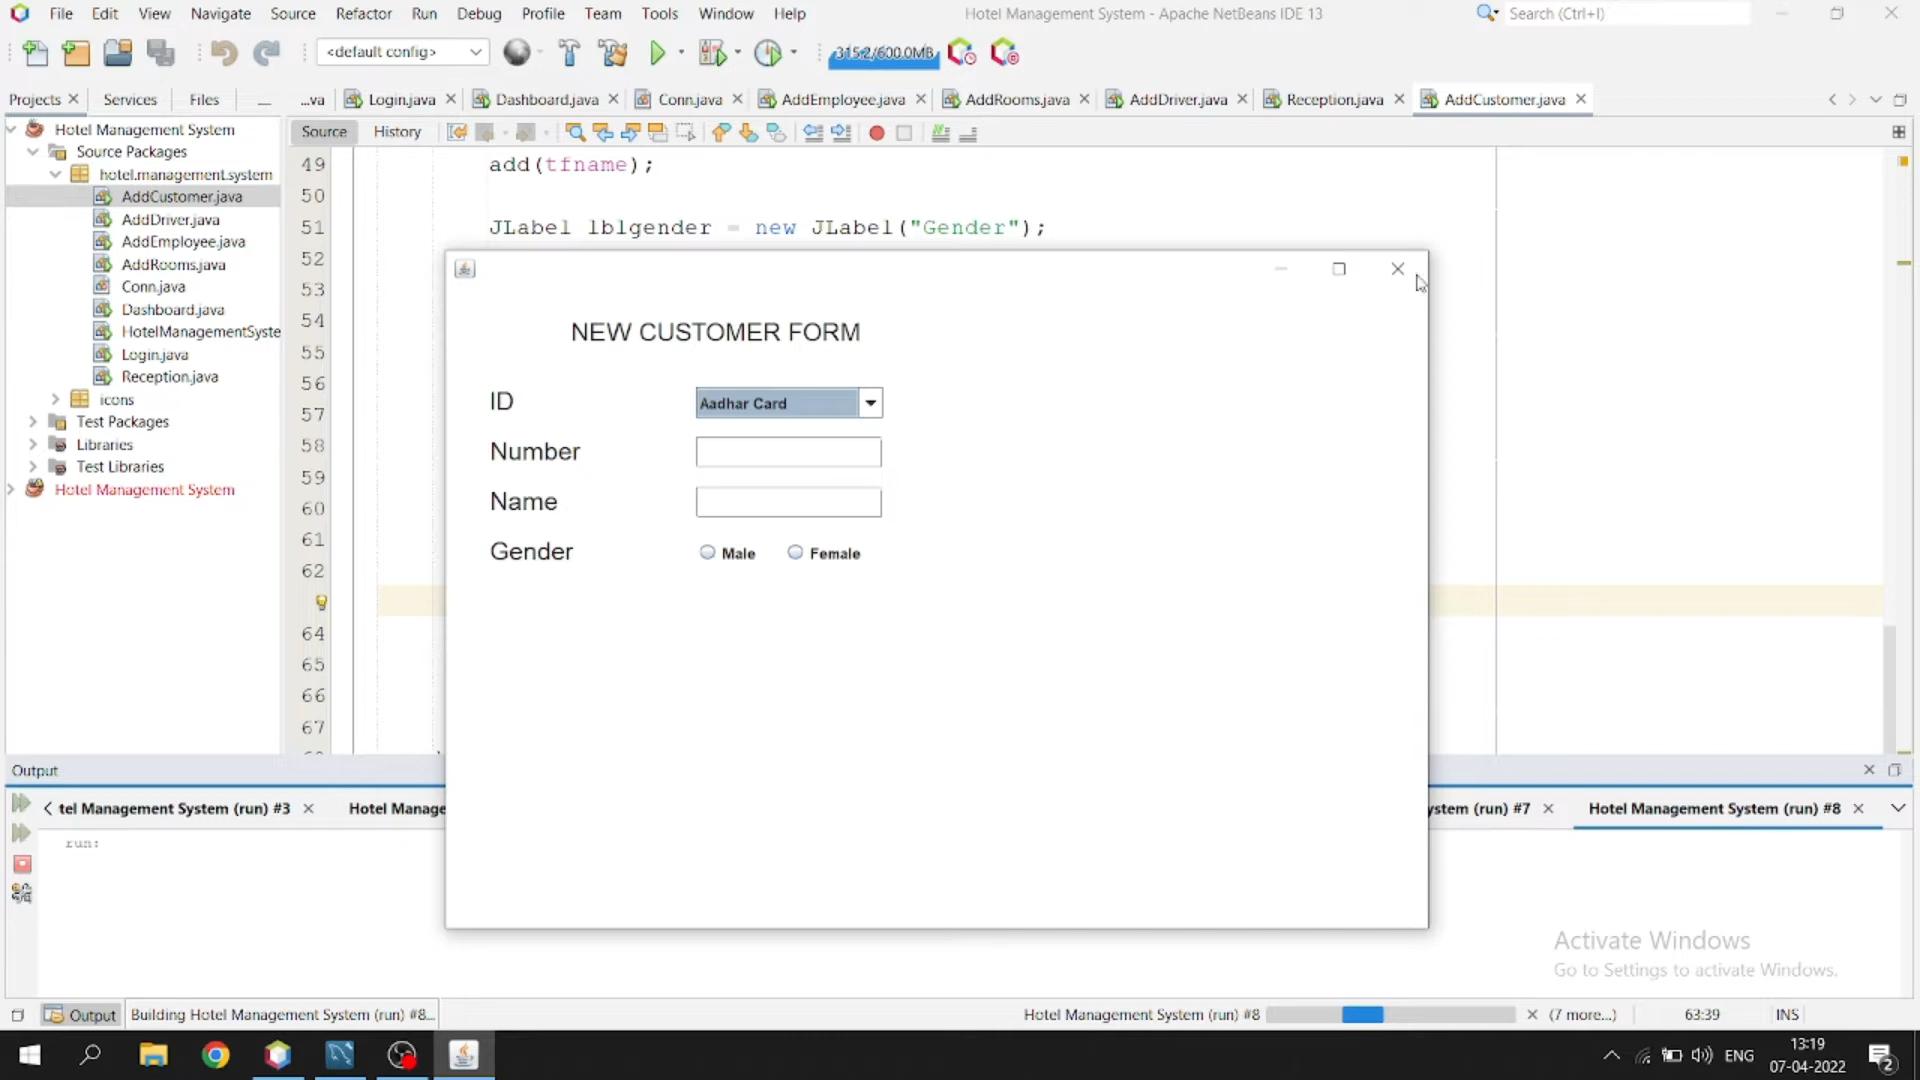 File Edit View Navigate Source Refactor Run Debug Profile Team Tools Window Help
Hotel Management System - Apache NetBeans IDE 13
Search (Ctrl+I)
<default config>
315.2/600.0MB
Projects Services Files
...va Login.java Dashboard.java Conn.java AddEmployee.java AddRooms.java AddDriver.java Reception.java AddCustomer.java
Hotel Management System
Source Packages
hotel.management.system
AddCustomer.java
AddDriver.java
AddEmployee.java
AddRooms.java
Conn.java
Dashboard.java
HotelManagementSyste
Login.java
Reception.java
icons
Test Packages
Libraries
Test Libraries
Hotel Management System
Source History
49 add(tfname);
50
51 JLabel lblgender = new JLabel("Gender");
52
53
54
55
56
57
58
59
60
61
62
64
65
66
67
NEW CUSTOMER FORM
ID Aadhar Card
Number
Name
Gender Male Female
Output
tel Management System (run) #3 Hotel Manage ystem (run) #7 Hotel Management System (run) #8
run:
Activate Windows
Go to Settings to activate Windows.
Output Building Hotel Management System (run) #8... Hotel Management System (run) #8 (7 more...) 63:39 INS
ENG
13:19
07-04-2022
2